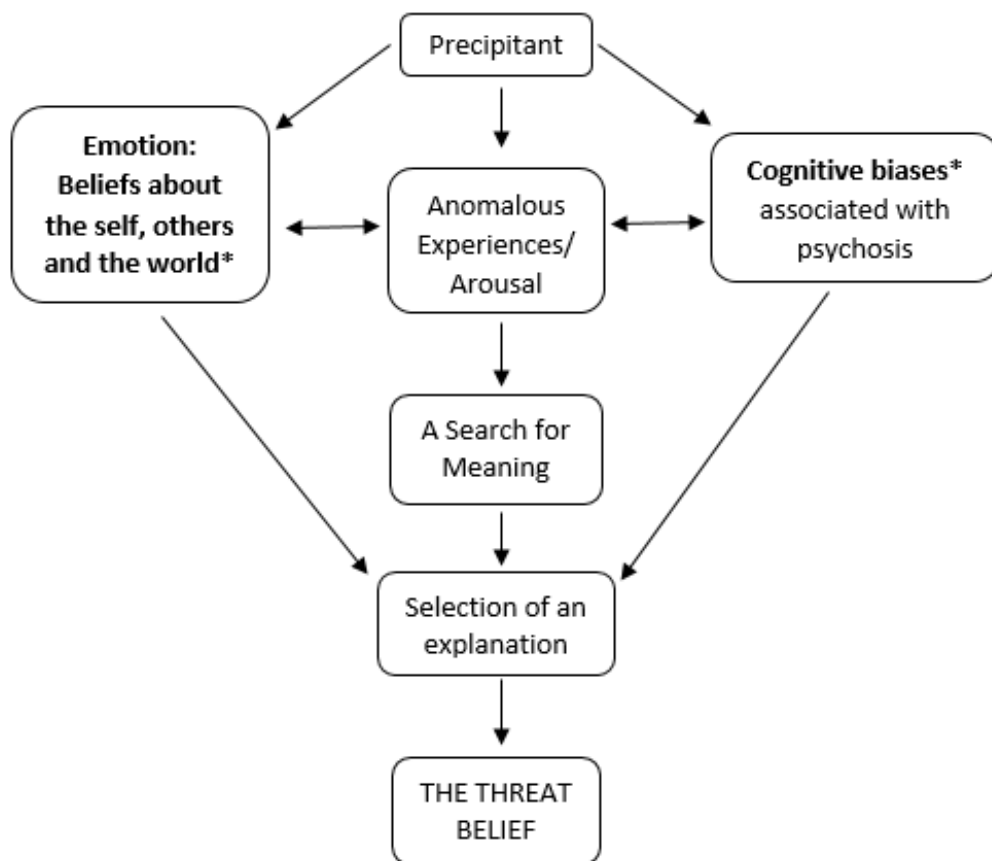 Precipitant
Emotion:
Beliefs about
the self, others
and the world*
Anomalous
Experiences/
Arousal
Cognitive biases*
associated with
psychosis
A Search for
Meaning
Selection of an
explanation
THE THREAT
BELIEF